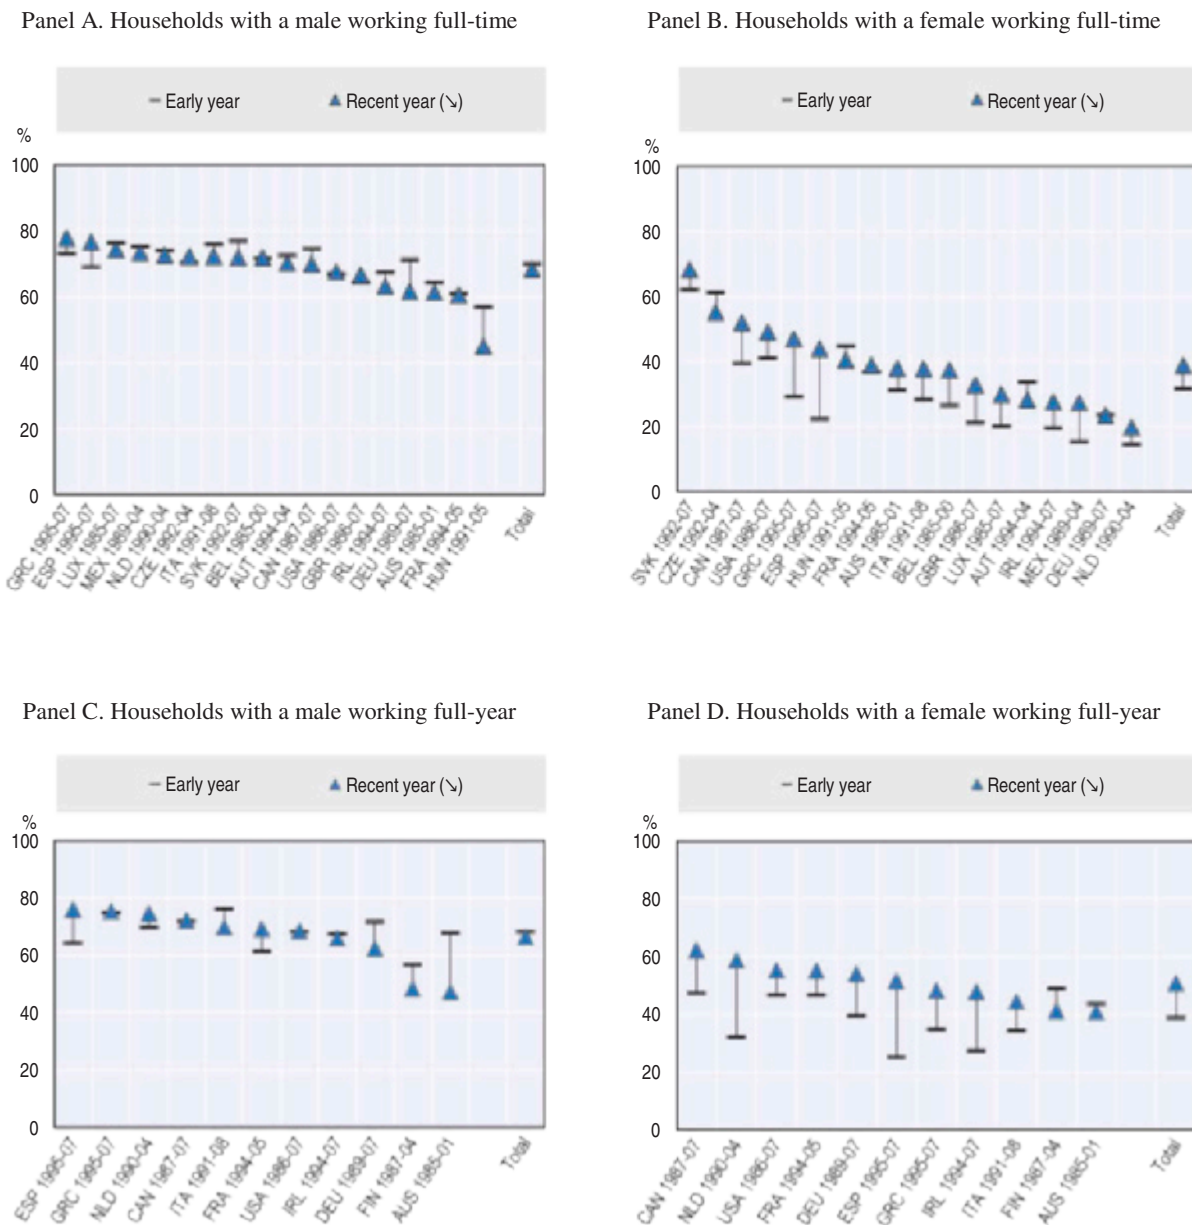 Panel A. Households with a male working full-time
Early year
Recent year (↘)
%
100
80
60
40
20
0
GRC 1995-07
ESP 1995-07
LUX 1985-07
MEX 1989-04
NLD 1990-04
CZE 1992-04
ITA 1991-08
SVK 1992-07
BEL 1985-00
AUT 1994-04
CAN 1987-07
USA 1986-07
GBR 1986-07
IRL 1994-07
DEU 1989-07
AUS 1985-01
FRA 1994-05
HUN 1991-05
Total
Panel B. Households with a female working full-time
Early year
Recent year (↘)
%
100
80
60
40
20
0
SVK 1992-07
CZE 1992-04
CAN 1987-07
USA 1986-07
GRC 1995-07
ESP 1995-07
HUN 1991-05
FRA 1994-05
AUS 1985-01
ITA 1991-08
BEL 1985-00
GBR 1986-07
LUX 1985-07
AUT 1994-04
IRL 1994-07
MEX 1989-04
DEU 1989-07
NLD 1990-04
Total
Panel C. Households with a male working full-year
Early year
Recent year (↘)
%
100
80
60
40
20
0
ESP 1995-07
GRC 1995-07
NLD 1990-04
CAN 1987-07
ITA 1991-08
FRA 1994-05
USA 1986-07
IRL 1994-07
DEU 1989-07
FIN 1987-04
AUS 1985-01
Total
Panel D. Households with a female working full-year
Early year
Recent year (↘)
%
100
80
60
40
20
0
CAN 1987-07
NLD 1990-04
USA 1986-07
FRA 1994-05
DEU 1989-07
ESP 1995-07
GRC 1995-07
IRL 1994-07
ITA 1991-08
FIN 1987-04
AUS 1985-01
Total